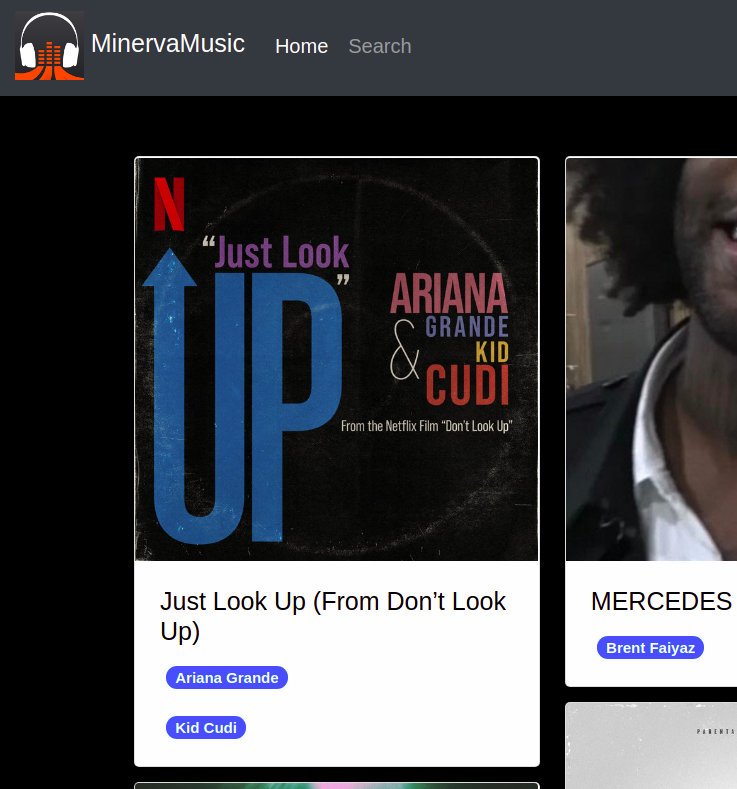 MinervaMusic Home Search
N
“Just Look
UP”
ARIANA
GRANDE
& KID
CUDI
From the Netflix Film “Don't Look Up”
Just Look Up (From Don’t Look
Up)
Ariana Grande
Kid Cudi
MERCEDES
Brent Faiyaz